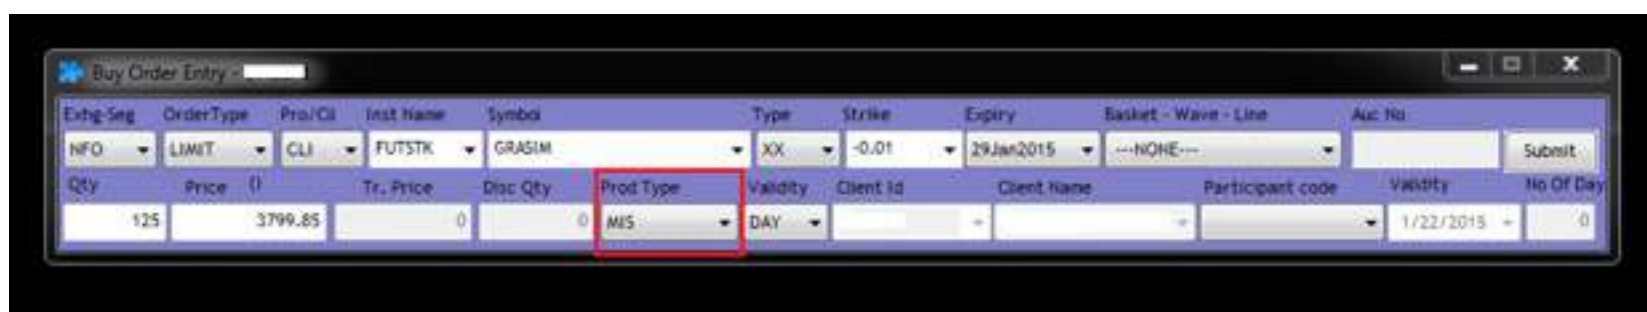 Buy Order Entry -
Exhg-Seg OrderType Pro/Cli Inst Name Symbol Type Strike Expiry Basket - Wave - Line Auc No
NFO LIMIT CLI FUTSTK GRASIM XX -0.01 29Jan2015 ---NONE--- Submit
Qty Price () Tr. Price Disc Qty Prod Type Validity Client Id Client Name Participant code Validity No Of Day
125 3799.85 0 0 MIS DAY 1/22/2015 0